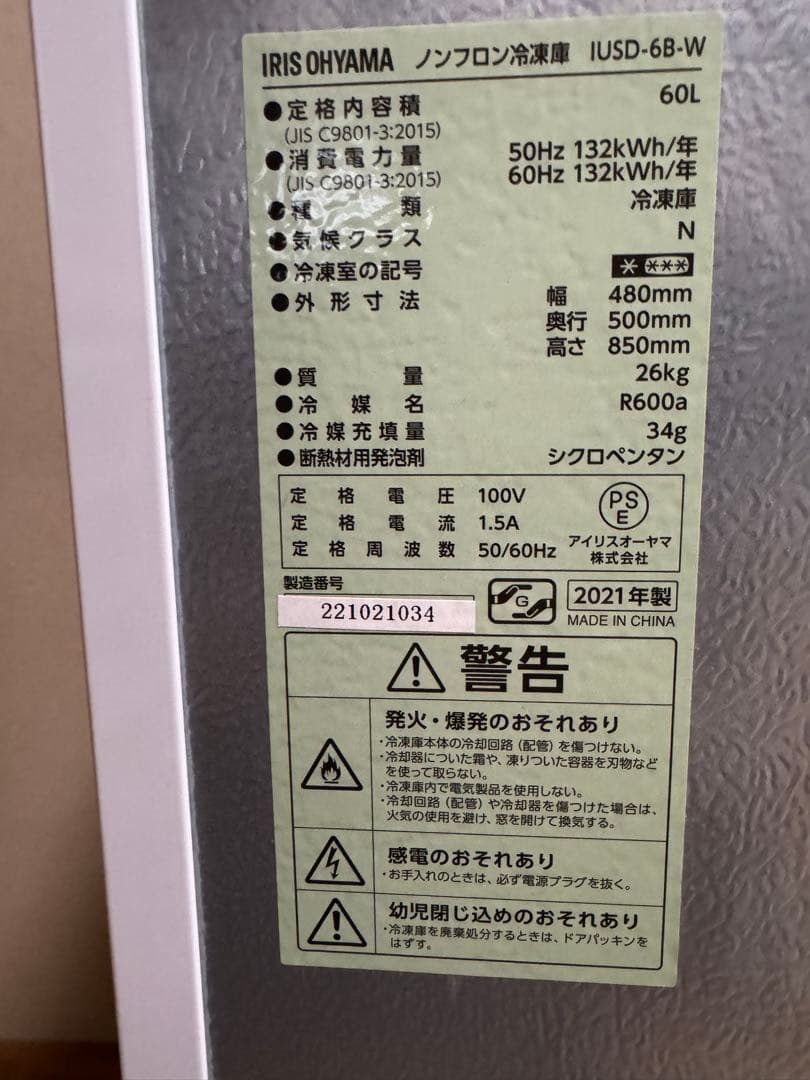 IRIS OHYAMA ノンフロン冷凍庫 IUSD-6B-W
●定格内容積 60L
(JIS C9801-3:2015)
●消費電力量 50Hz 132kWh/年
(JIS C9801-3:2015) 60Hz 132kWh/年
●種類 冷凍庫
●気候クラス N
●冷凍室の記号
●外形寸法 幅 480mm
奥行 500mm
高さ 850mm
●質量 26kg
●冷媒名 R600a
●冷媒充填量 34g
●断熱材用発泡剤 シクロペンタン
定格電圧 100V
定格電流 1.5A
定格周波数 50/60Hz
PS
E
アイリスオーヤマ
株式会社
製造番号
221021034
G
2021年製
MADE IN CHINA
警告
発火・爆発のおそれあり
・冷凍庫本体の冷却回路（配管）を傷つけない。
・冷却器についた霜や、凍りついた容器を刃物など
を使って取らない。
・冷凍庫内で電気製品を使用しない。
・冷却回路（配管）や冷却器を傷つけた場合は、
火気の使用を避け、窓を開けて換気する。
感電のおそれあり
・お手入れのときは、必ず電源プラグを抜く。
幼児閉じ込めのおそれあり
・冷凍庫を廃棄処分するときは、ドアパッキンを
はずす。